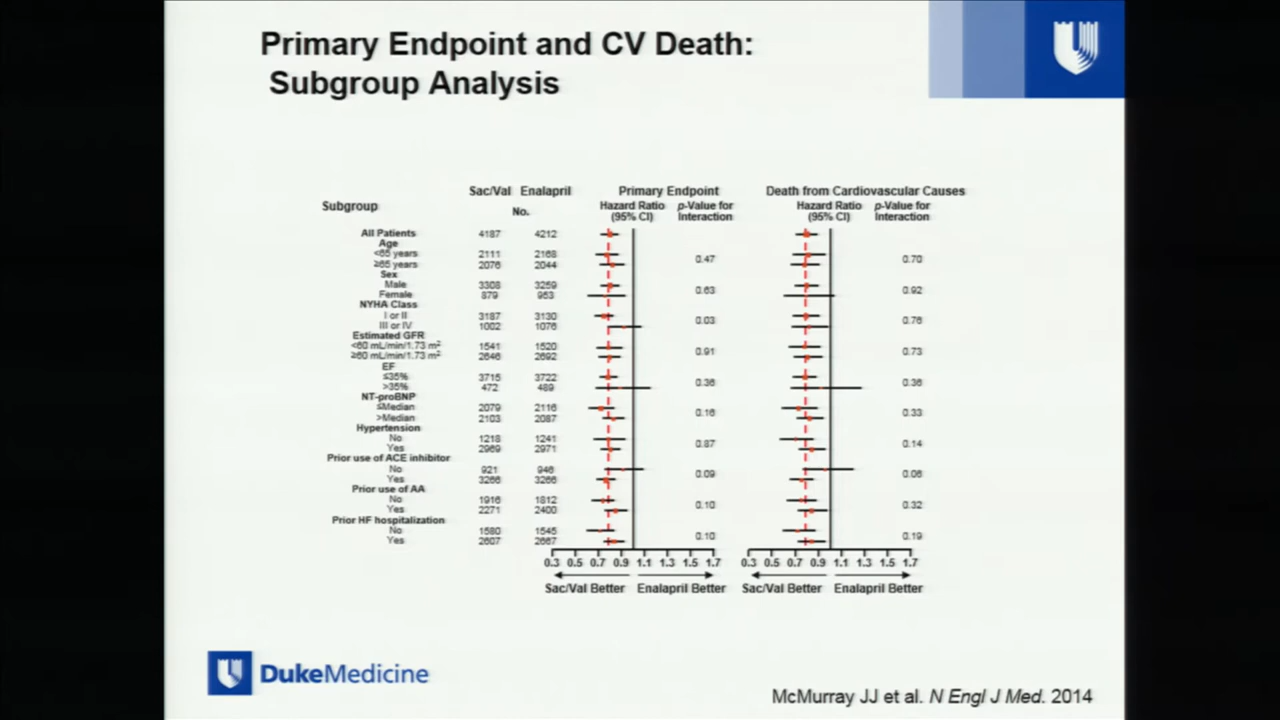 Primary Endpoint and CV Death:
Subgroup Analysis
Sac/Val Enalapril Primary Endpoint Death from Cardiovascular Causes
Subgroup No. Hazard Ratio (95% CI) p-Value for Interaction Hazard Ratio (95% CI) p-Value for Interaction
All Patients 4187 4212
Age
<65 years 2111 2168 0.47 0.70
≥65 years 2076 2044
Sex
Male 3308 3259 0.63 0.92
Female 879 953
NYHA Class
I or II 3187 3130 0.03 0.76
III or IV 1002 1076
Estimated GFR
<60 mL/min/1.73 m² 1541 1520 0.91 0.73
≥60 mL/min/1.73 m² 2646 2692
EF
≤35% 3715 3722 0.36 0.36
>35% 472 489
NT-proBNP
≤Median 2079 2116 0.16 0.33
>Median 2103 2087
Hypertension
No 1218 1241 0.87 0.14
Yes 2969 2971
Prior use of ACE inhibitor
No 921 946 0.09 0.06
Yes 3266 3266
Prior use of AA
No 1916 1812 0.10 0.32
Yes 2271 2400
Prior HF hospitalization
No 1580 1545 0.10 0.19
Yes 2607 2667
0.3 0.5 0.7 0.9 1.1 1.3 1.5 1.7 0.3 0.5 0.7 0.9 1.1 1.3 1.5 1.7
Sac/Val Better Enalapril Better Sac/Val Better Enalapril Better
DukeMedicine
McMurray JJ et al. N Engl J Med. 2014